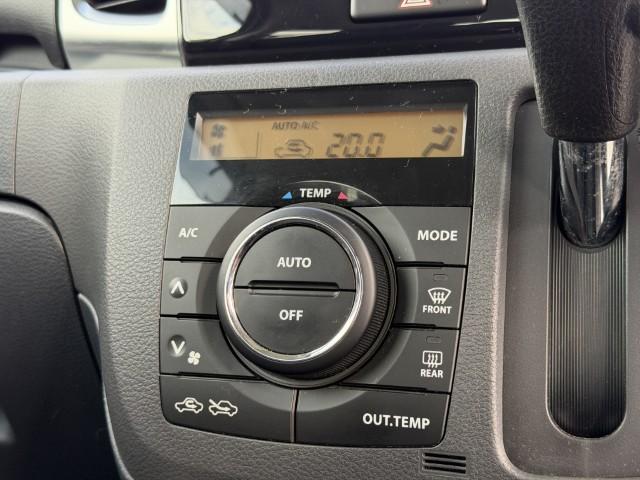 AUTO A/C
20.0
TEMP
A/C
AUTO
MODE
OFF
FRONT
REAR
OUT.TEMP